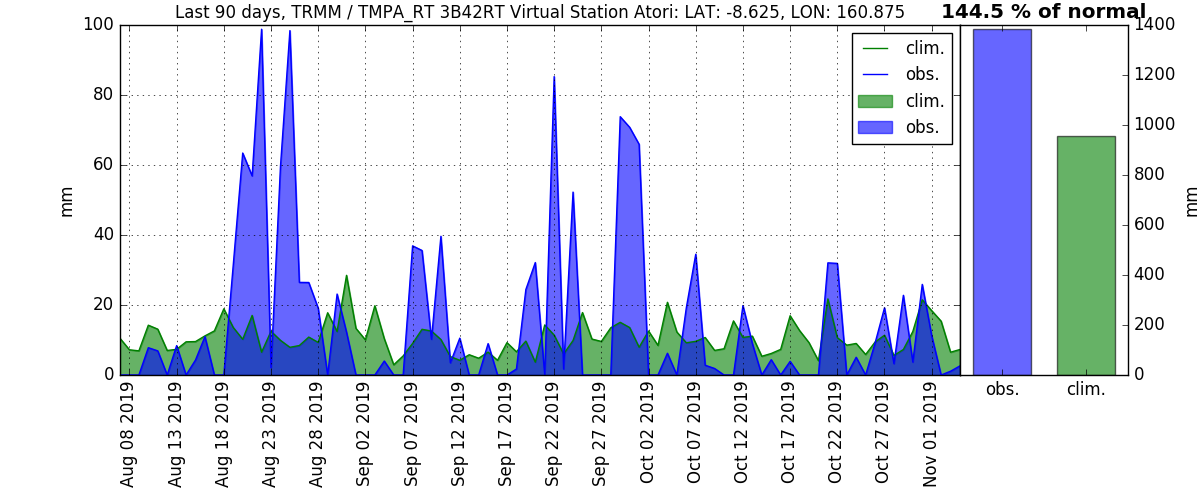 Last 90 days, TRMM / TMPA_RT 3B42RT Virtual Station Atori: LAT: -8.625, LON: 160.875
144.5 % of normal
mm
100
80
60
40
20
0
clim.
obs.
clim.
obs.
1400
1200
1000
800
600
400
200
0
mm
Aug 08 2019
Aug 13 2019
Aug 18 2019
Aug 23 2019
Aug 28 2019
Sep 02 2019
Sep 07 2019
Sep 12 2019
Sep 17 2019
Sep 22 2019
Sep 27 2019
Oct 02 2019
Oct 07 2019
Oct 12 2019
Oct 17 2019
Oct 22 2019
Oct 27 2019
Nov 01 2019
obs.
clim.